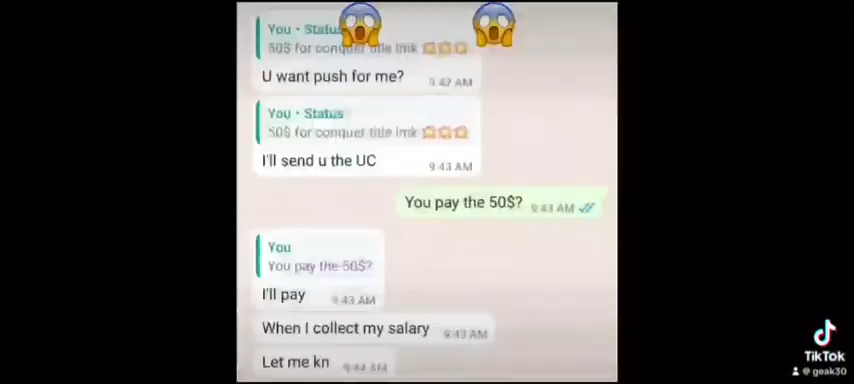 You • Status
50$ for conquer title lmk 💥💥💥
U want push for me?
9:42 AM
You • Status
50$ for conquer title lmk 💥💥💥
I'll send u the UC
9:43 AM
You pay the 50$?
9:43 AM
You
You pay the 50$?
I'll pay
9:43 AM
When I collect my salary
9:43 AM
Let me kn
9:44 AM
TikTok
@ geak30